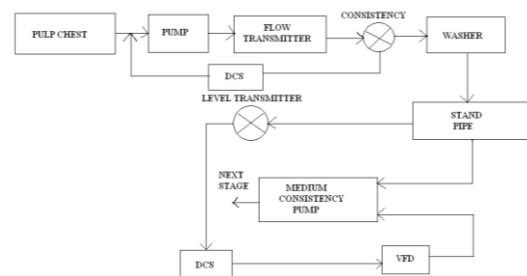 CONSISTENCY
PULP CHEST
PUMP
FLOW
TRANSMITTER
WASHER
DCS
LEVEL TRANSMITTER
STAND
PIPE
NEXT
STAGE
MEDIUM
CONSISTENCY
PUMP
DCS
VFD